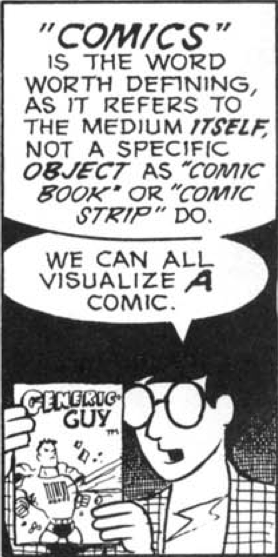 "COMICS"
IS THE WORD
WORTH DEFINING,
AS IT REFERS TO
THE MEDIUM ITSELF,
NOT A SPECIFIC
OBJECT AS "COMIC
BOOK" OR "COMIC
STRIP" DO.
WE CAN ALL
VISUALIZE A
COMIC.
GENERIC
GUY
TM